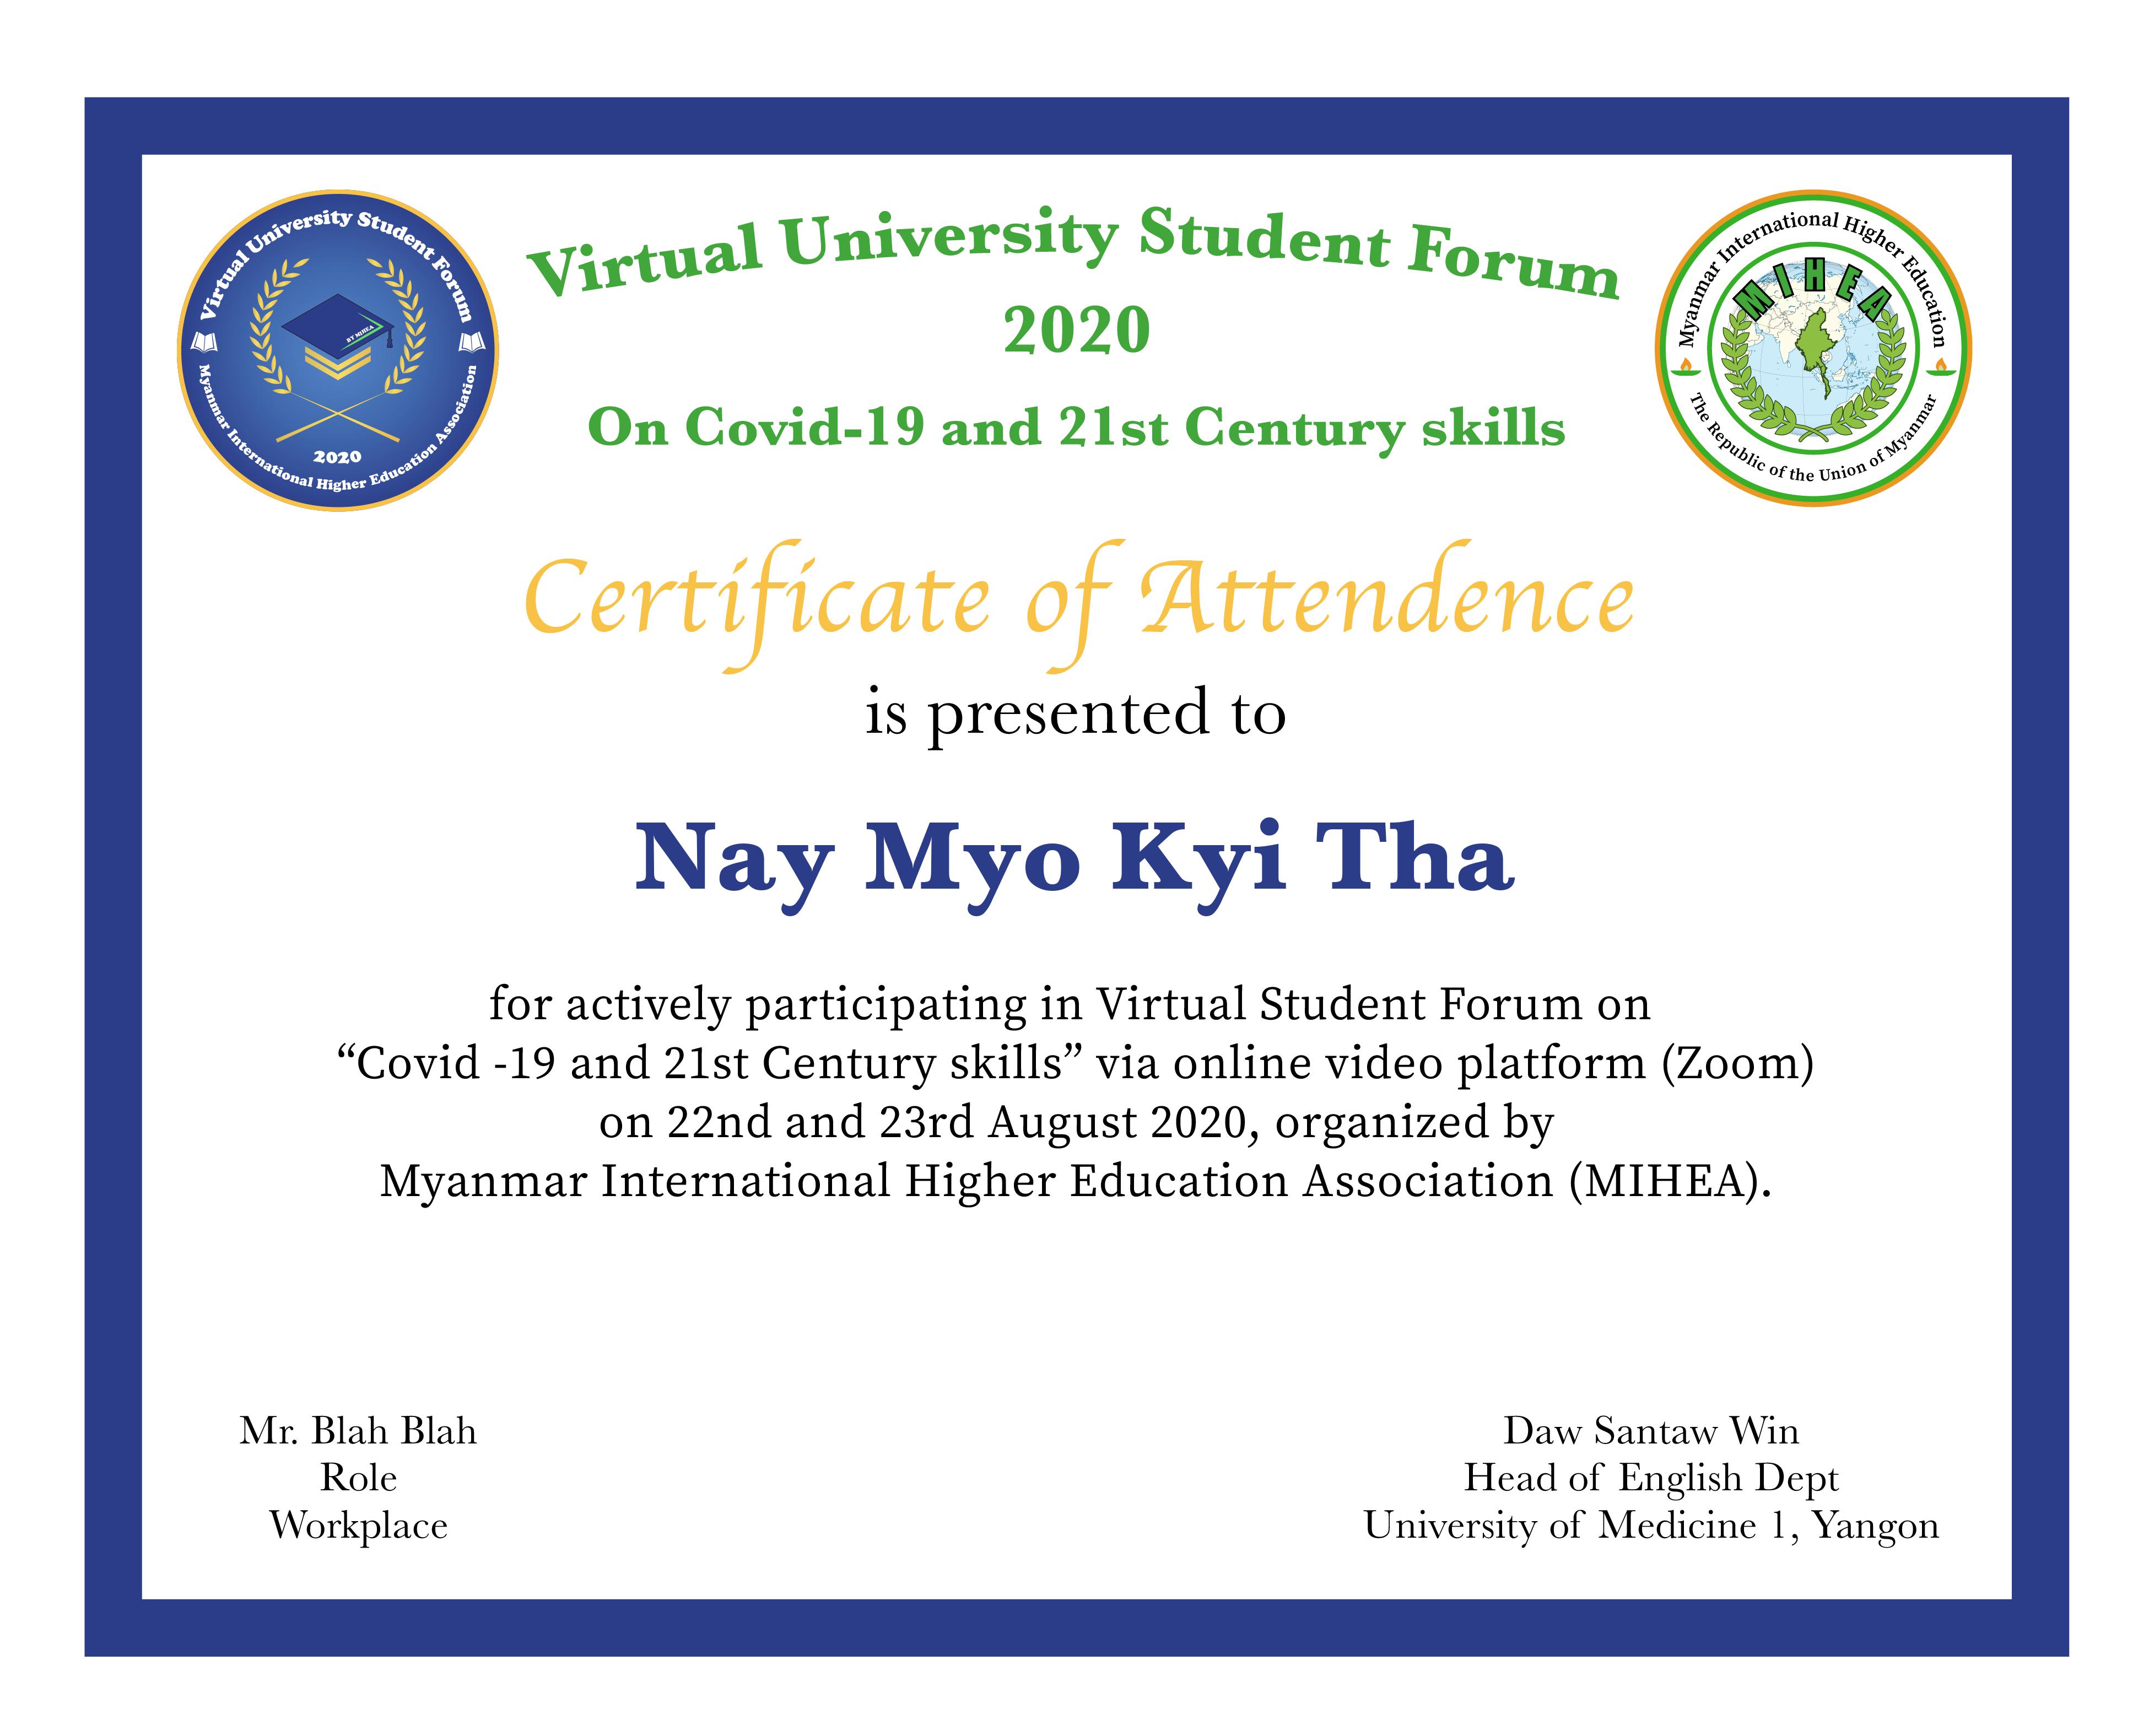 Virtual University Student Forum
BY MIHEA
2020
Myanmar International Higher Education Association
Virtual University Student Forum
2020
On Covid-19 and 21st Century skills
Myanmar International Higher Education
MIHEA
The Republic of the Union of Myanmar
Certificate of Attendence
is presented to
Nay Myo Kyi Tha
for actively participating in Virtual Student Forum on
“Covid -19 and 21st Century skills” via online video platform (Zoom)
on 22nd and 23rd August 2020, organized by
Myanmar International Higher Education Association (MIHEA).
Mr. Blah Blah
Role
Workplace
Daw Santaw Win
Head of English Dept
University of Medicine 1, Yangon